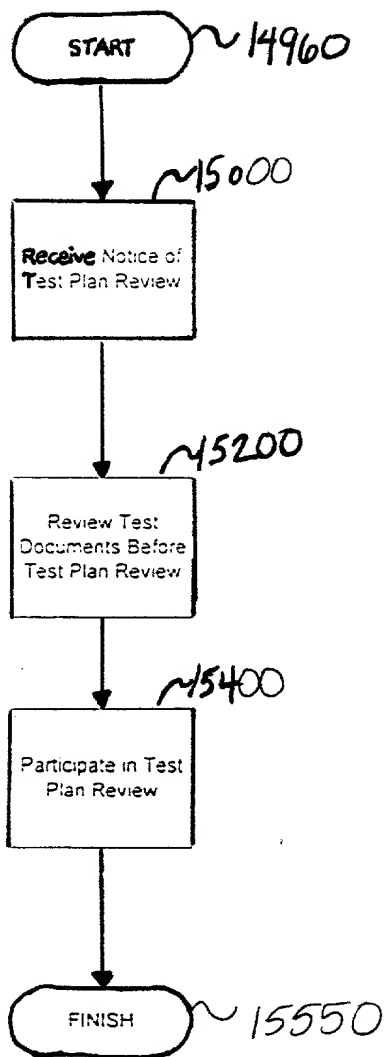 START
14960
15000
Receive Notice of
Test Plan Review
15200
Review Test
Documents Before
Test Plan Review
15400
Participate in Test
Plan Review
FINISH
15550